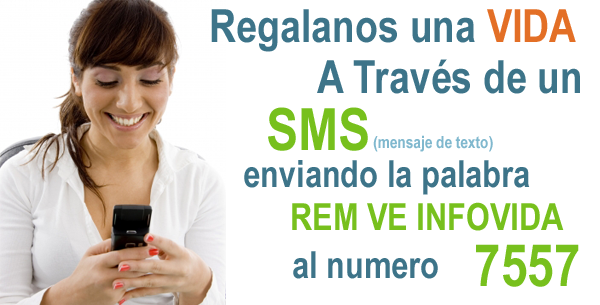 Regalanos una VIDA
A Través de un
SMS (mensaje de texto)
enviando la palabra
REM VE INFOVIDA
al numero 7557